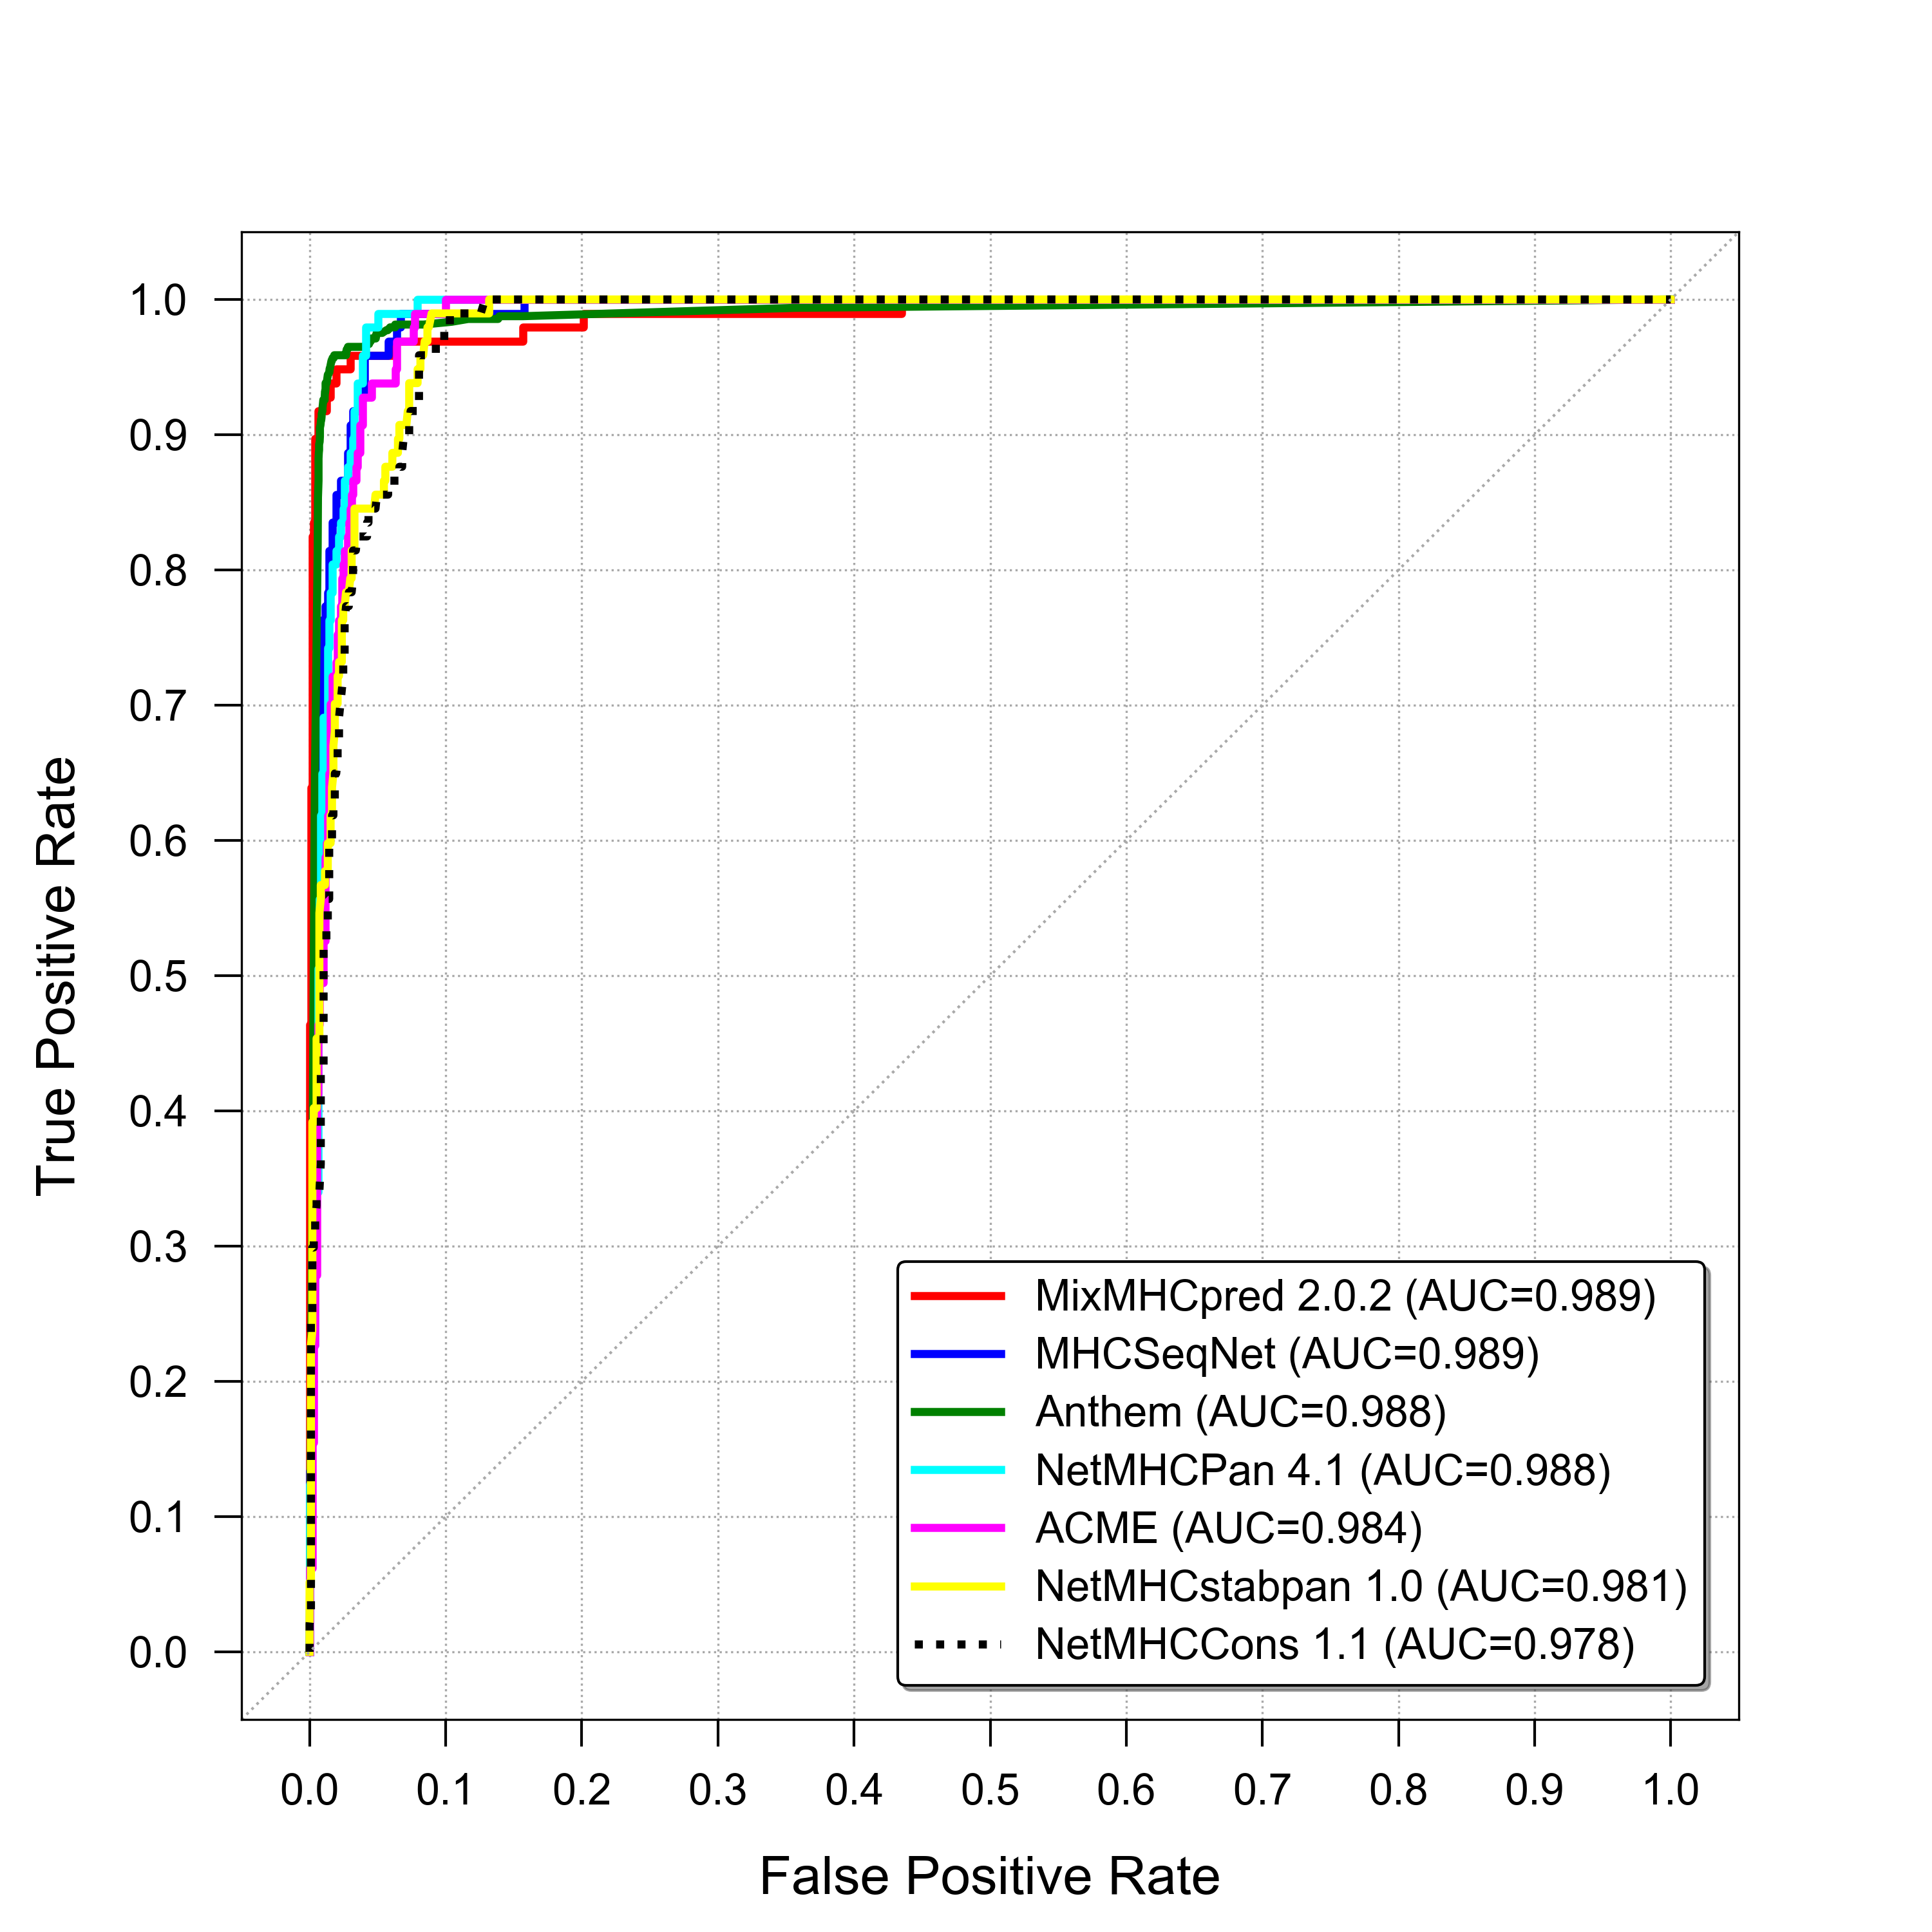 1.0
0.9
0.8
0.7
0.6
0.5
0.4
0.3
0.2
0.1
0.0
True Positive Rate
MixMHCpred 2.0.2 (AUC=0.989)
MHCSeqNet (AUC=0.989)
Anthem (AUC=0.988)
NetMHCPan 4.1 (AUC=0.988)
ACME (AUC=0.984)
NetMHCstabpan 1.0 (AUC=0.981)
NetMHCCons 1.1 (AUC=0.978)
0.0 0.1 0.2 0.3 0.4 0.5 0.6 0.7 0.8 0.9 1.0
False Positive Rate